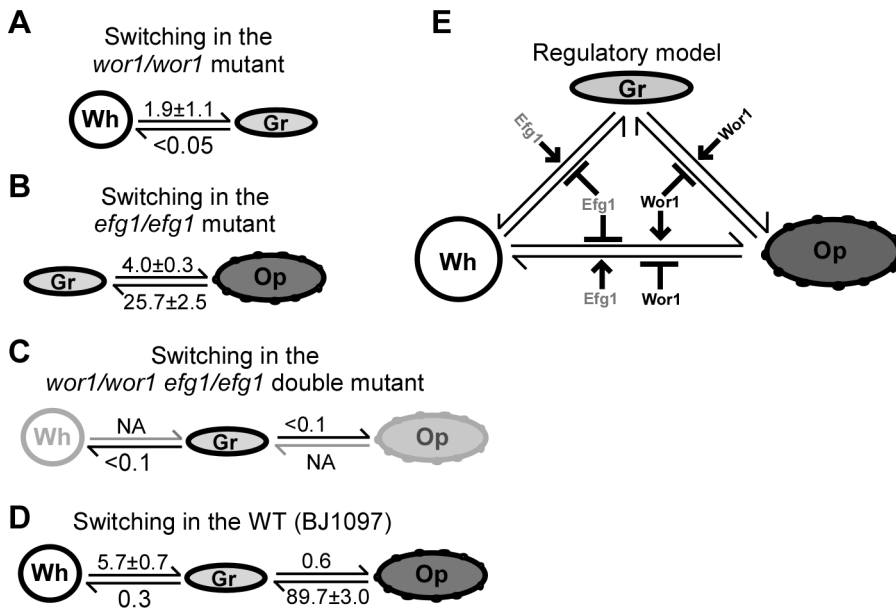 A
Switching in the
wor1/wor1 mutant
Wh
1.9±1.1
<0.05
Gr
B
Switching in the
efg1/efg1 mutant
Gr
4.0±0.3
25.7±2.5
Op
C
Switching in the
wor1/wor1 efg1/efg1 double mutant
Wh
NA
<0.1
Gr
<0.1
NA
Op
D
Switching in the WT (BJ1097)
Wh
5.7±0.7
0.3
Gr
0.6
89.7±3.0
Op
E
Regulatory model
Gr
Efg1
Wor1
Efg1
Wor1
Wh
Op
Efg1
Wor1